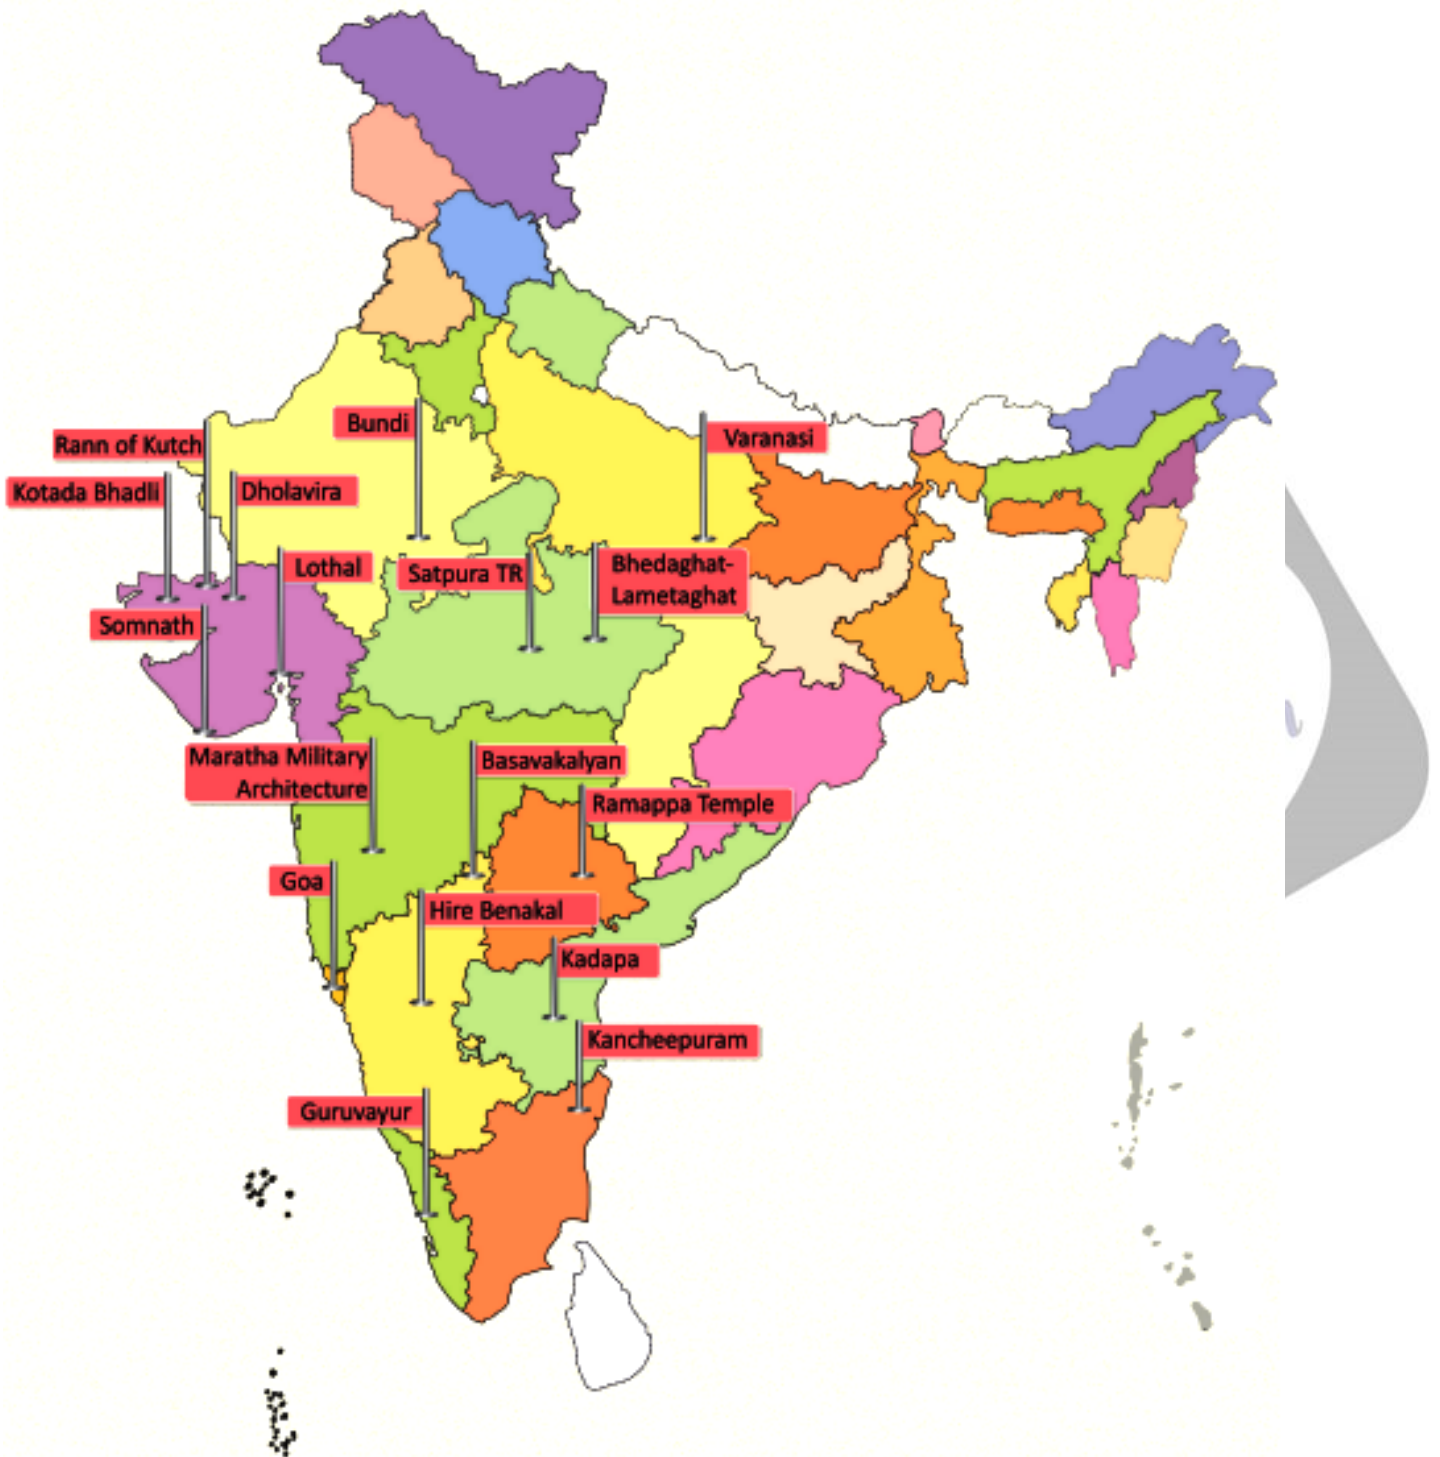 Bundi
Varanasi
Rann of Kutch
Kotada Bhadli
Dholavira
Lothal
Satpura TR
Bhedaghat-
Lametaghat
Somnath
Maratha Military
Architecture
Basavakalyan
Ramappa Temple
Goa
Hire Benakal
Kadapa
Kancheepuram
Guruvayur